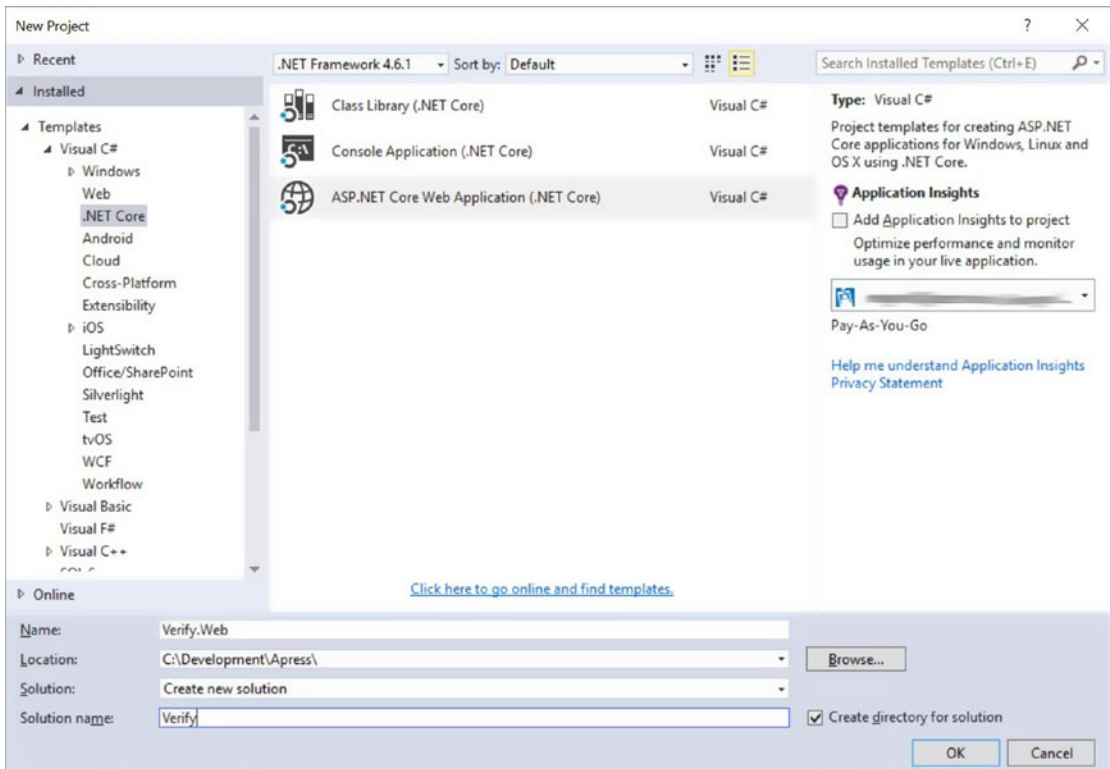 New Project
?
Recent
.NET Framework 4.6.1
Sort by: Default
Search Installed Templates (Ctrl+E)
Installed
Templates
Visual C#
Windows
Web
.NET Core
Android
Cloud
Cross-Platform
Extensibility
iOS
LightSwitch
Office/SharePoint
Silverlight
Test
tvOS
WCF
Workflow
Visual Basic
Visual F#
Visual C++
Online
Class Library (.NET Core) Visual C#
Console Application (.NET Core) Visual C#
ASP.NET Core Web Application (.NET Core) Visual C#
Click here to go online and find templates.
Type: Visual C#
Project templates for creating ASP.NET
Core applications for Windows, Linux and
OS X using .NET Core.
Application Insights
Add Application Insights to project
Optimize performance and monitor
usage in your live application.
Pay-As-You-Go
Help me understand Application Insights
Privacy Statement
Name: Verify.Web
Location: C:\Development\Apress\
Browse...
Solution: Create new solution
Solution name: Verify
Create directory for solution
OK Cancel